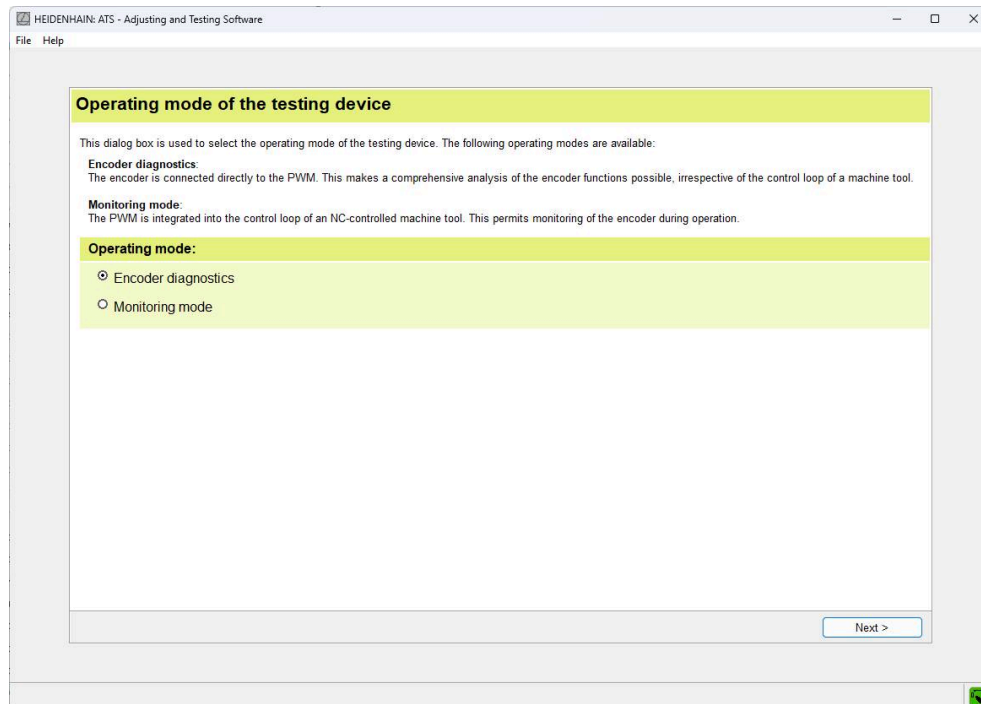 HEIDENHAIN: ATS - Adjusting and Testing Software
File Help
Operating mode of the testing device
This dialog box is used to select the operating mode of the testing device. The following operating modes are available:
Encoder diagnostics:
The encoder is connected directly to the PWM. This makes a comprehensive analysis of the encoder functions possible, irrespective of the control loop of a machine tool.
Monitoring mode:
The PWM is integrated into the control loop of an NC-controlled machine tool. This permits monitoring of the encoder during operation.
Operating mode:
Encoder diagnostics
Monitoring mode
Next >